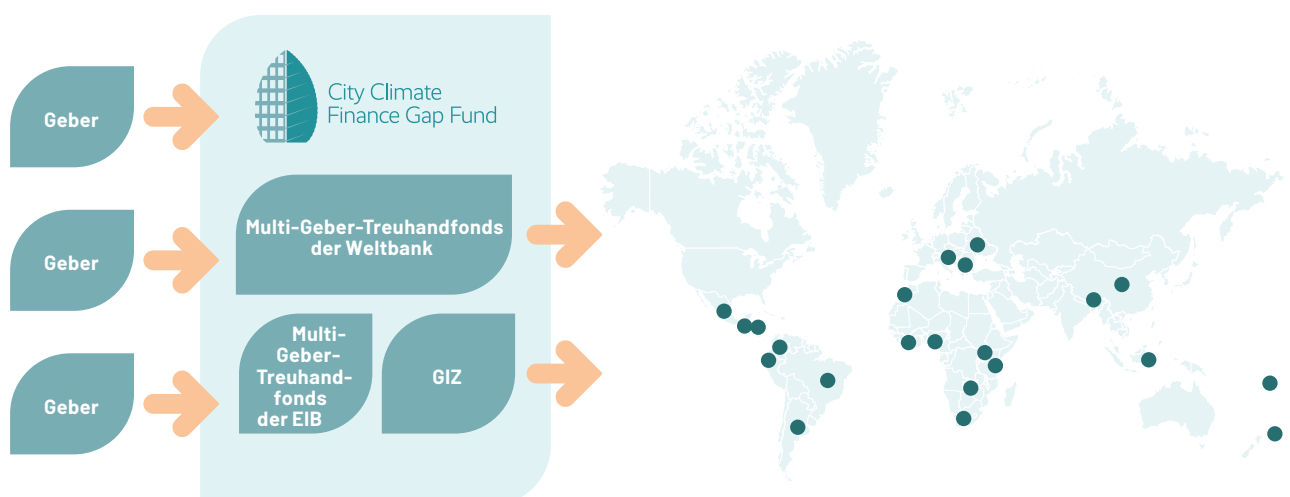 Geber
City Climate
Finance Gap Fund
Geber
Multi-Geber-Treuhandfonds
der Weltbank
Geber
Multi-
Geber-
Treuhand-
fonds
der EIB
GIZ